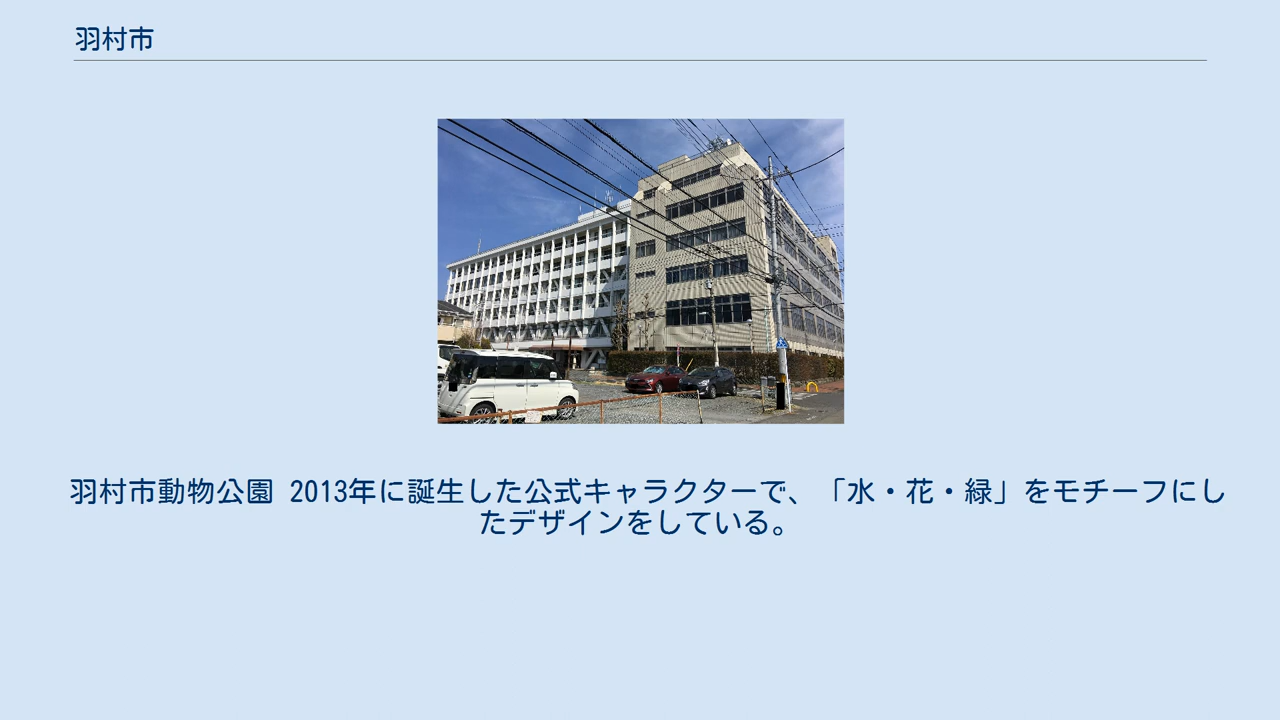 羽村市
羽村市動物公園 2013年に誕生した公式キャラクターで、「水・花・緑」をモチーフにし
たデザインをしている。